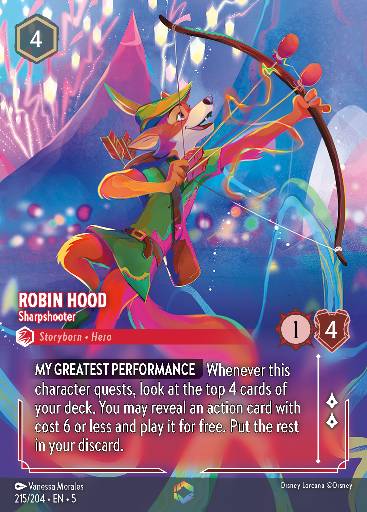 4
ROBIN HOOD
Sharpshooter
Storyborn • Hero
1
4
MY GREATEST PERFORMANCE Whenever this
character quests, look at the top 4 cards of
your deck. You may reveal an action card with
cost 6 or less and play it for free. Put the rest
in your discard.
Vanessa Morales
Disney Lorcana ©Disney
215/204 • EN • 5